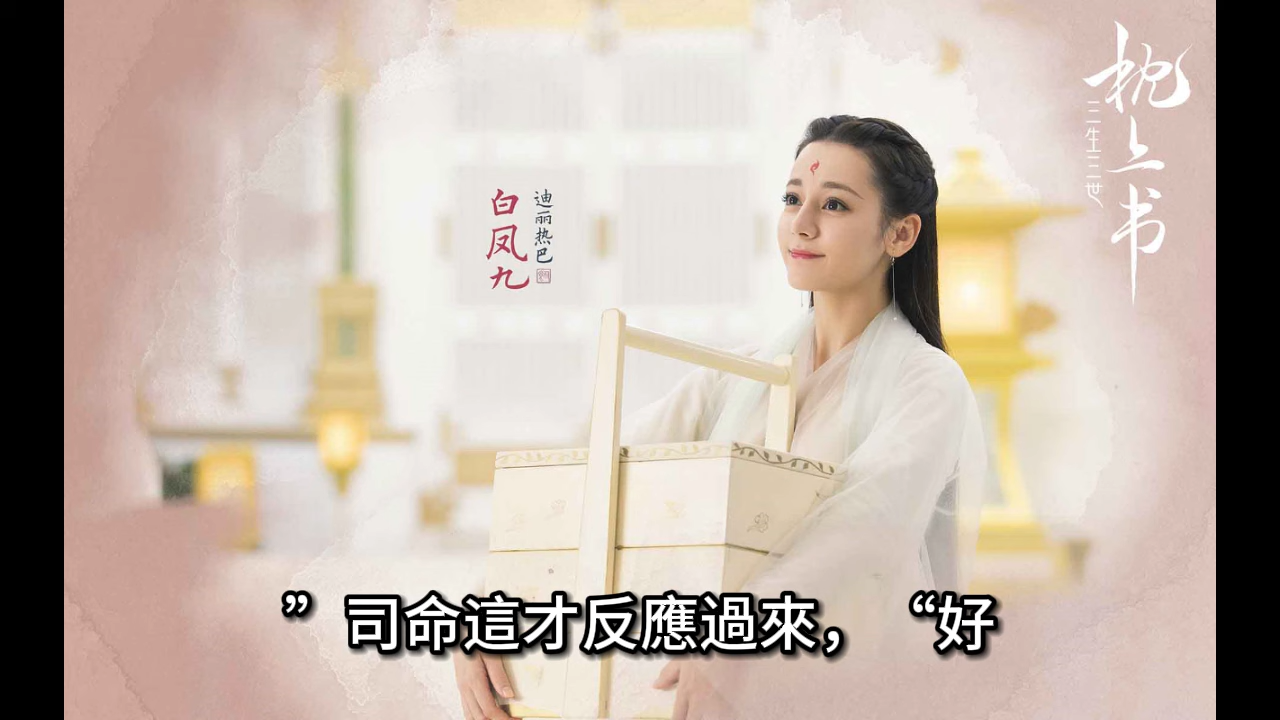 枕上书
三生三世
迪丽热巴
白凤九
”司命這才反應過來，“好